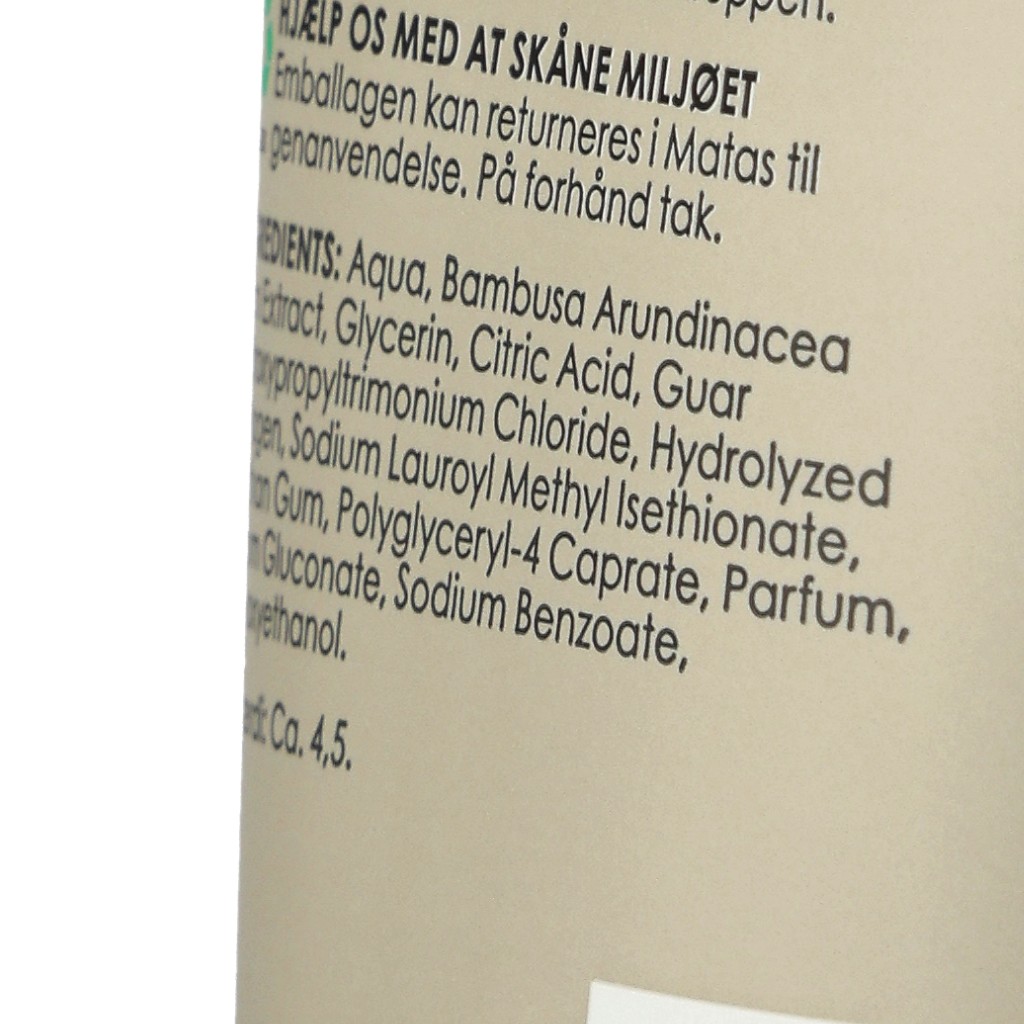 HJÆLP OS MED AT SKÅNE MILJØET
Emballagen kan returneres i Matas til
genanvendelse. På forhånd tak.
Aqua, Bambusa Arundinacea
Extract, Glycerin, Citric Acid, Guar
Chloride, Hydrolyzed
Sodium Lauroyl Methyl Isethionate,
Gum, Polyglyceryl-4 Caprate, Parfum,
Gluconate, Sodium Benzoate,
Ca. 4,5.